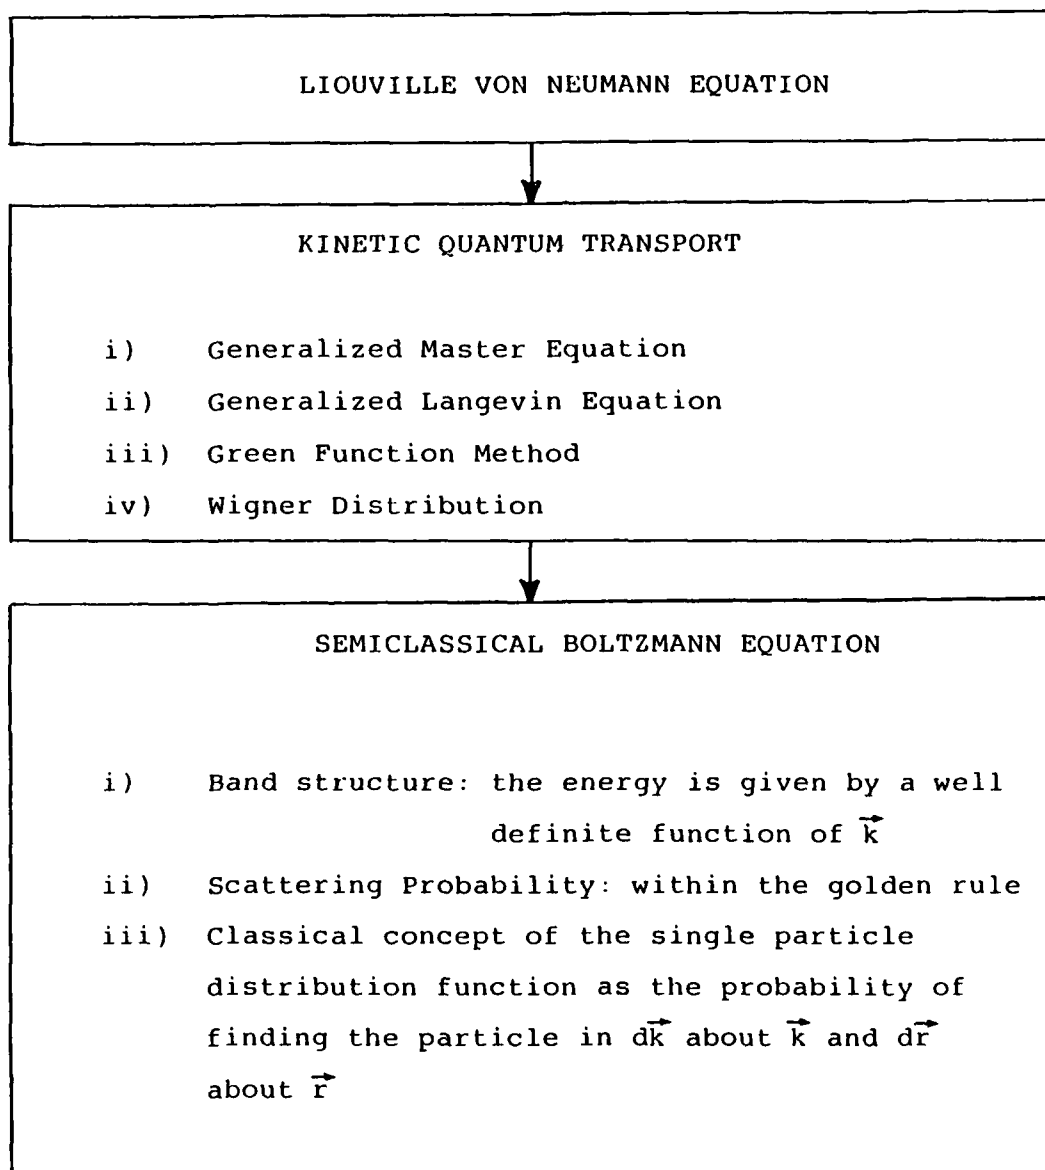 LIOUVILLE VON NEUMANN EQUATION
KINETIC QUANTUM TRANSPORT
i) Generalized Master Equation
ii) Generalized Langevin Equation
iii) Green Function Method
iv) Wigner Distribution
SEMICLASSICAL BOLTZMANN EQUATION
i) Band structure: the energy is given by a well
definite function of k⃗
ii) Scattering Probability: within the golden rule
iii) Classical concept of the single particle
distribution function as the probability of
finding the particle in dk⃗ about k⃗ and dr⃗
about r⃗